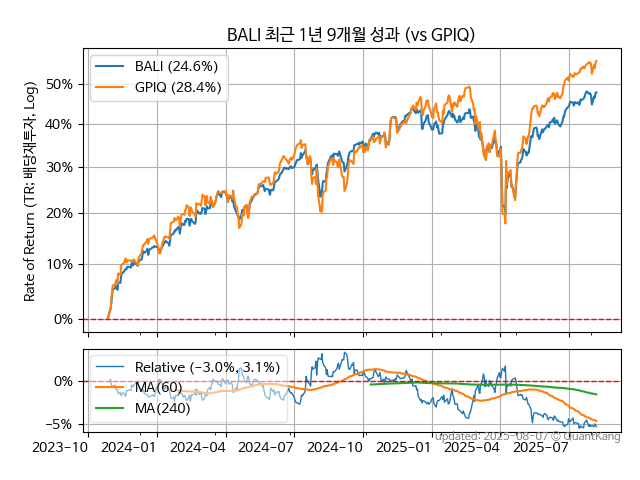 BALI 최근 1년 9개월 성과 (vs GPIQ)
BALI (24.6%)
GPIQ (28.4%)
Rate of Return (TR: 배당재투자, Log)
50%
40%
30%
20%
10%
0%
Relative (−3.0%, 3.1%)
MA(60)
MA(240)
0%
−5%
updated: 2025-08-07 © QuantKang
2023-10 2024-01 2024-04 2024-07 2024-10 2025-01 2025-04 2025-07